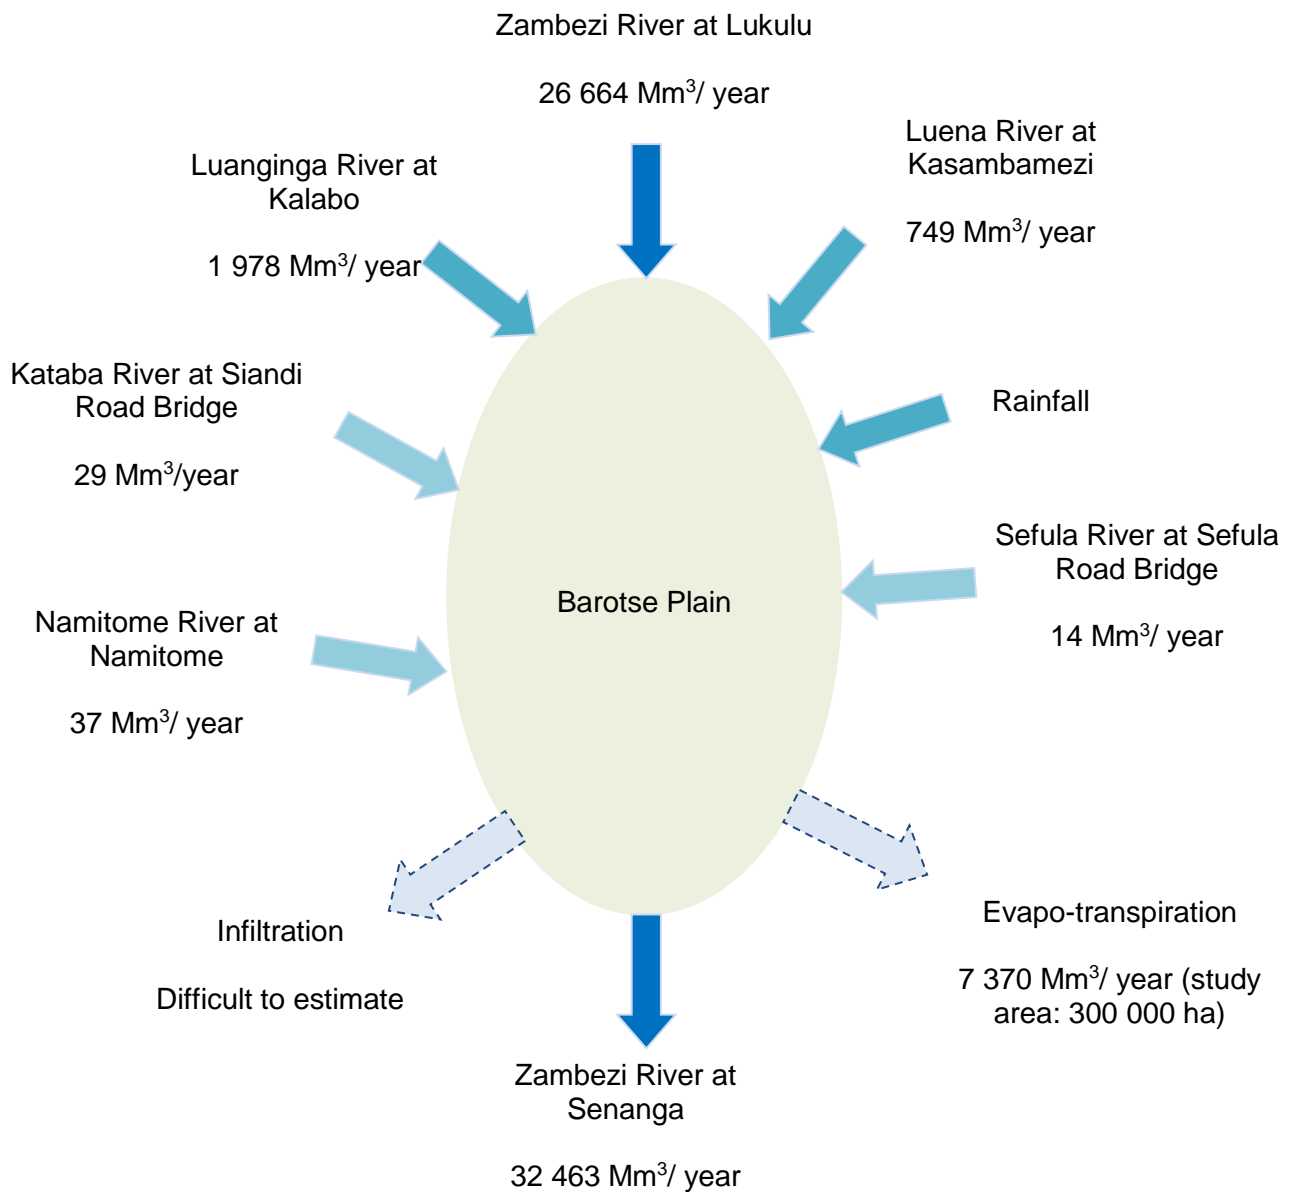 Zambezi River at Lukulu
26 664 Mm³/ year
Luena River at
Kasambamezi
749 Mm³/ year
Luanginga River at
Kalabo
1 978 Mm³/ year
Kataba River at Siandi
Road Bridge
29 Mm³/year
Rainfall
Sefula River at Sefula
Road Bridge
14 Mm³/ year
Barotse Plain
Namitome River at
Namitome
37 Mm³/ year
Infiltration
Difficult to estimate
Evapo-transpiration
7 370 Mm³/ year (study
area: 300 000 ha)
Zambezi River at
Senanga
32 463 Mm³/ year